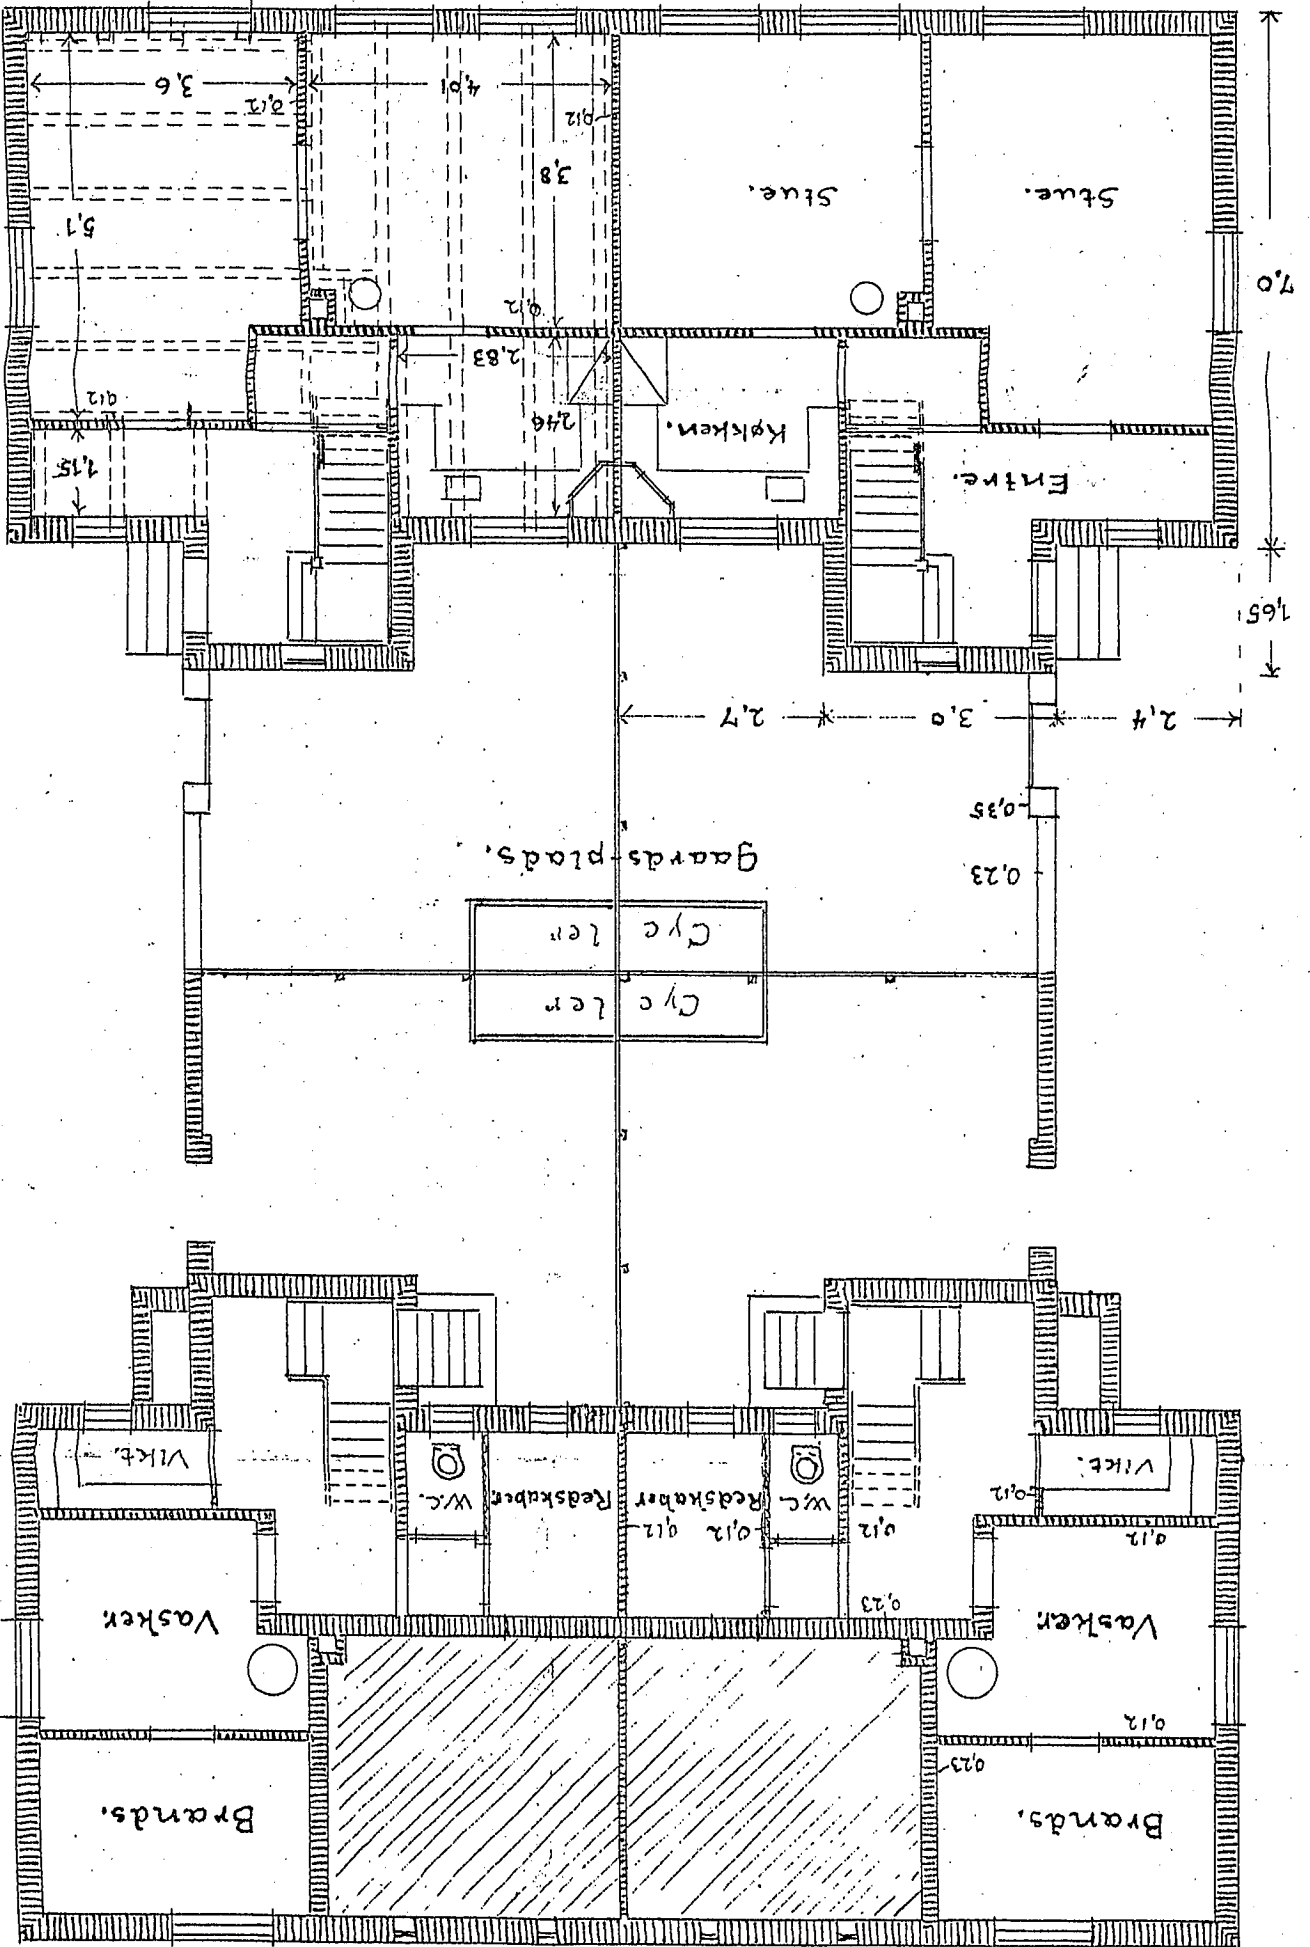 Brands.
Brands.
0,23
0,12
Vasker.
Vasker.
0,23
0,12
0,12
0,12
0,12
W.C.
Redskaber
Redskaber.
W.C.
0,12
Vikt.
Vikt.
Cyc ler
Cyc ler
gaards-plads.
0,23
0,35
2,4
3,0
2,7
1,65
Entre.
1,15
Køkken.
2,46
0,12
2,83
0,12
7,0
5,1
Stue.
Stue.
3,8
0,12
0,12
4,01
3,6